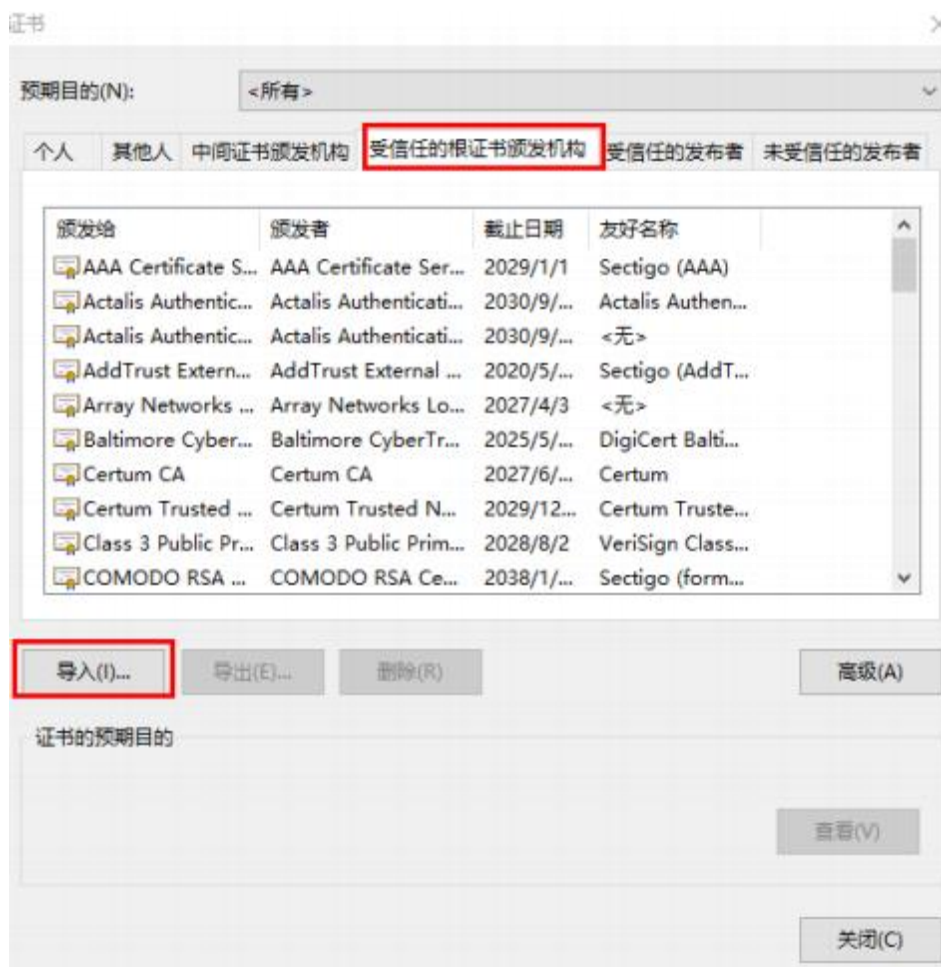 证书
预期目的(N): <所有>
个人 其他人 中间证书颁发机构 受信任的根证书颁发机构 受信任的发布者 未受信任的发布者
颁发给 颁发者 截止日期 友好名称
AAA Certificate S... AAA Certificate Ser... 2029/1/1 Sectigo (AAA)
Actalis Authentic... Actalis Authenticati... 2030/9/... Actalis Authen...
Actalis Authentic... Actalis Authenticati... 2030/9/... <无>
AddTrust Extern... AddTrust External ... 2020/5/... Sectigo (AddT...
Array Networks ... Array Networks Lo... 2027/4/3 <无>
Baltimore Cyber... Baltimore CyberTr... 2025/5/... DigiCert Balti...
Certum CA Certum CA 2027/6/... Certum
Certum Trusted ... Certum Trusted N... 2029/12... Certum Truste...
Class 3 Public Pr... Class 3 Public Prim... 2028/8/2 VeriSign Class...
COMODO RSA ... COMODO RSA Ce... 2038/1/... Sectigo (form...
导入(I)... 导出(E)... 删除(R) 高级(A)
证书的预期目的
查看(V)
关闭(C)